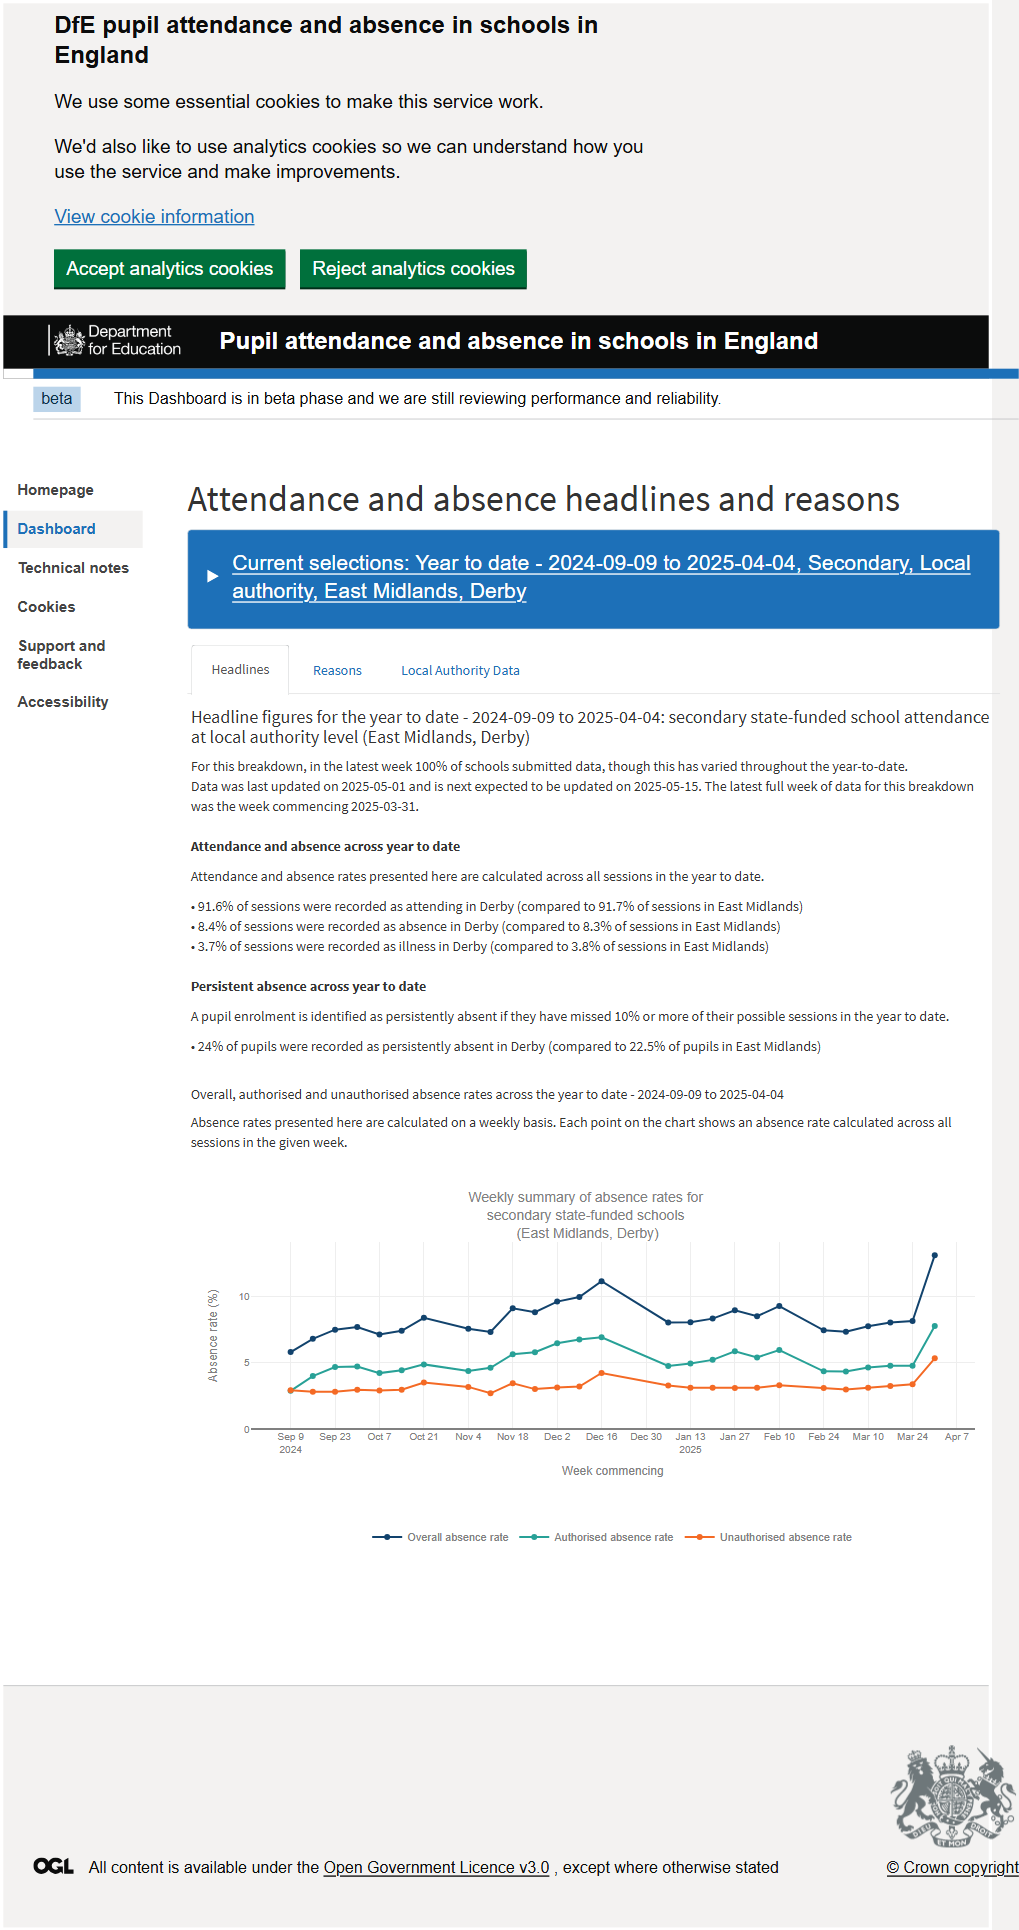 DfE pupil attendance and absence in schools in
England
We use some essential cookies to make this service work.
We'd also like to use analytics cookies so we can understand how you
use the service and make improvements.
View cookie information
Accept analytics cookies
Reject analytics cookies
Department
for Education
Pupil attendance and absence in schools in England
beta
This Dashboard is in beta phase and we are still reviewing performance and reliability.
Homepage
Dashboard
Technical notes
Cookies
Support and
feedback
Accessibility
Attendance and absence headlines and reasons
Current selections: Year to date - 2024-09-09 to 2025-04-04, Secondary, Local
authority, East Midlands, Derby
Headlines
Reasons
Local Authority Data
Headline figures for the year to date - 2024-09-09 to 2025-04-04: secondary state-funded school attendance
at local authority level (East Midlands, Derby)
For this breakdown, in the latest week 100% of schools submitted data, though this has varied throughout the year-to-date.
Data was last updated on 2025-05-01 and is next expected to be updated on 2025-05-15. The latest full week of data for this breakdown
was the week commencing 2025-03-31.
Attendance and absence across year to date
Attendance and absence rates presented here are calculated across all sessions in the year to date.
• 91.6% of sessions were recorded as attending in Derby (compared to 91.7% of sessions in East Midlands)
• 8.4% of sessions were recorded as absence in Derby (compared to 8.3% of sessions in East Midlands)
• 3.7% of sessions were recorded as illness in Derby (compared to 3.8% of sessions in East Midlands)
Persistent absence across year to date
A pupil enrolment is identified as persistently absent if they have missed 10% or more of their possible sessions in the year to date.
• 24% of pupils were recorded as persistently absent in Derby (compared to 22.5% of pupils in East Midlands)
Overall, authorised and unauthorised absence rates across the year to date - 2024-09-09 to 2025-04-04
Absence rates presented here are calculated on a weekly basis. Each point on the chart shows an absence rate calculated across all
sessions in the given week.
Weekly summary of absence rates for
secondary state-funded schools
(East Midlands, Derby)
Absence rate (%)
10
5
0
Sep 9 Sep 23 Oct 7 Oct 21 Nov 4 Nov 18 Dec 2 Dec 16 Dec 30 Jan 13 Jan 27 Feb 10 Feb 24 Mar 10 Mar 24 Apr 7
2024 2025
Week commencing
Overall absence rate Authorised absence rate Unauthorised absence rate
OGL All content is available under the Open Government Licence v3.0 , except where otherwise stated
© Crown copyright